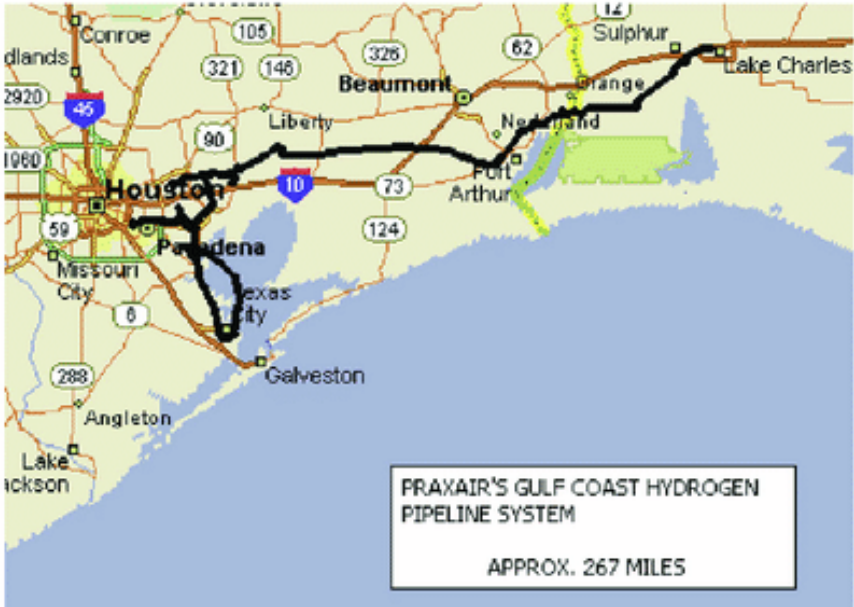 12
Conroe
105
Sulphur
dlands
326
62
321
146
Lake Charles
Beaumont
Orange
2920
45
Liberty
Nederland
90
1960
Port
Arthur
Houston
10
73
59
124
Pasadena
Missouri
City
Texas
City
6
288
Galveston
Angleton
Lake
ackson
PRAXAIR'S GULF COAST HYDROGEN
PIPELINE SYSTEM
APPROX. 267 MILES